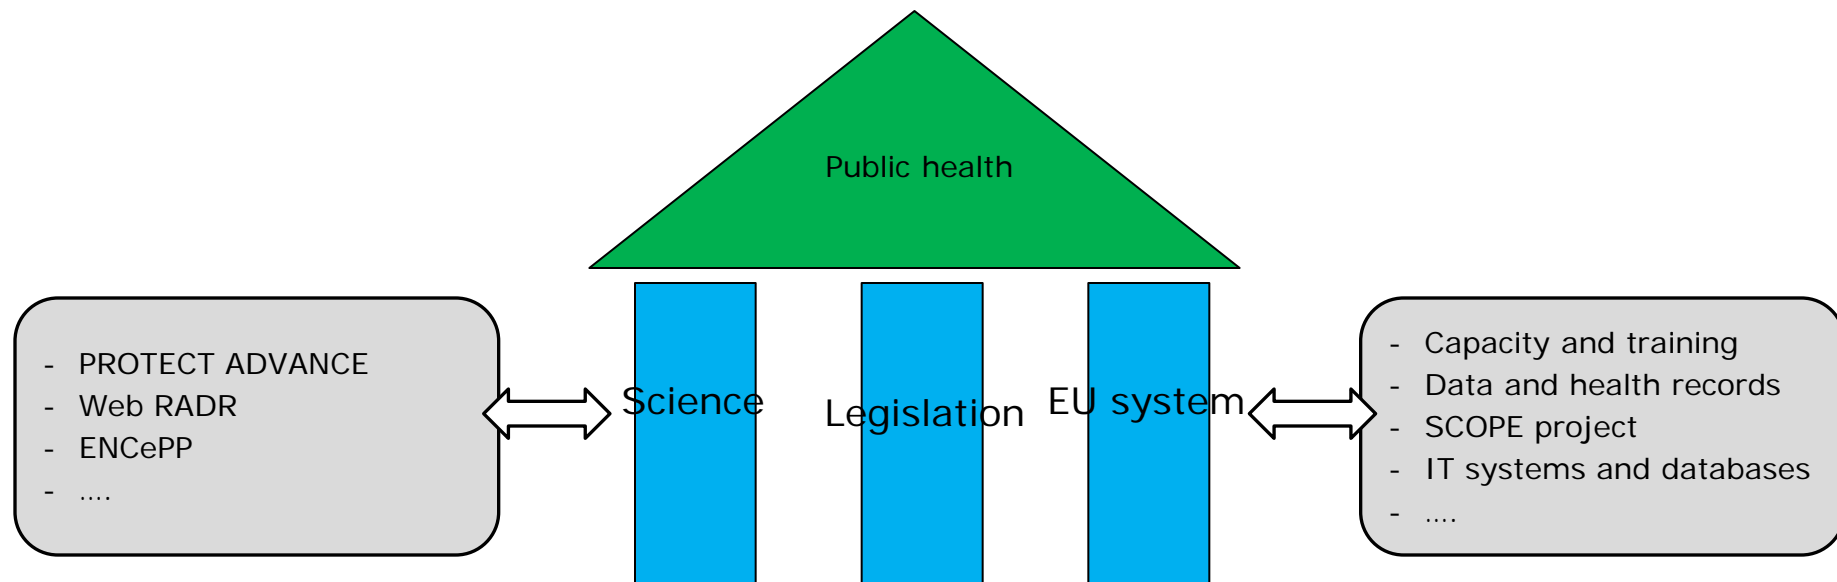 Public health
- PROTECT ADVANCE
- Web RADR
- ENCePP
- ....
Science
Legislation
EU system
- Capacity and training
- Data and health records
- SCOPE project
- IT systems and databases
- ....